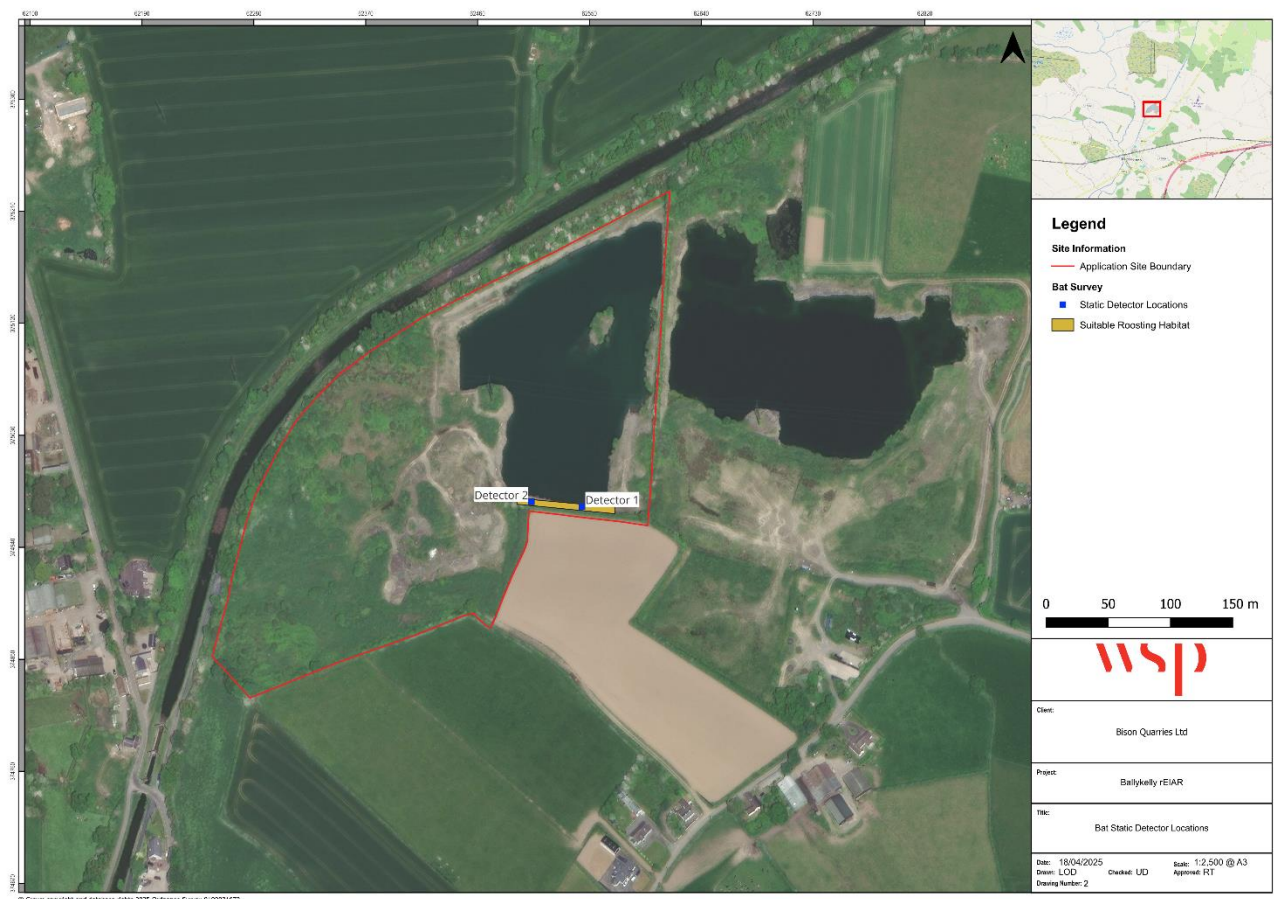 Detector 2
Detector 1
Legend
Site Information
Application Site Boundary
Bat Survey
Static Detector Locations
Suitable Roosting Habitat
0 50 100 150 m
wsp
Client:
Bison Quarries Ltd
Project:
Ballykelly rEIAR
Title:
Bat Static Detector Locations
Date: 18/04/2025 Scale: 1:2,500 @ A3
Drawn: LOD Checked: UD Approved: RT
Drawing Number: 2